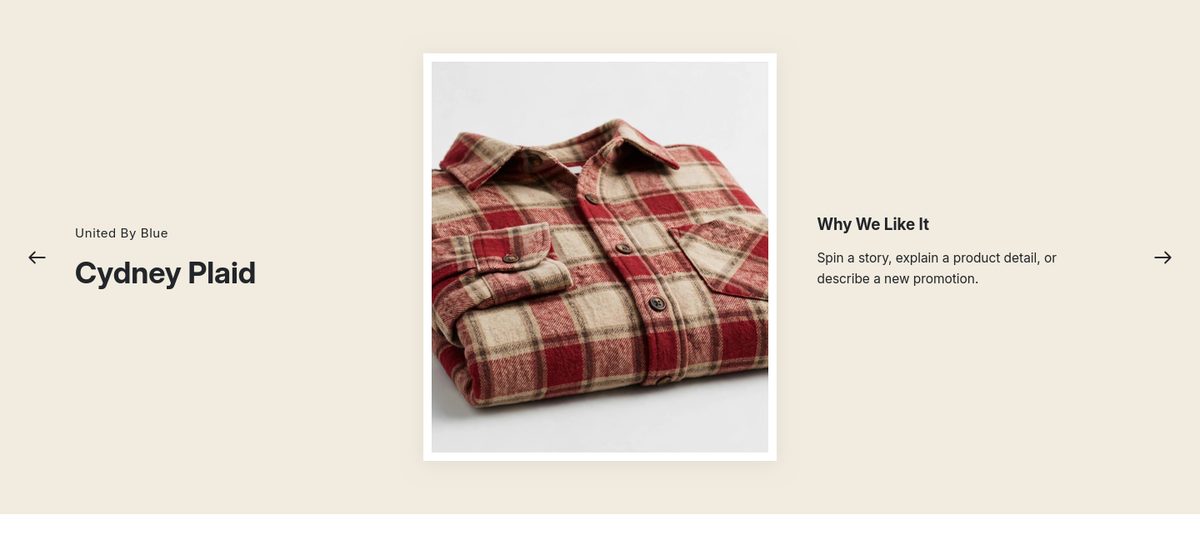 United By Blue
Cydney Plaid
Why We Like It
Spin a story, explain a product detail, or
describe a new promotion.